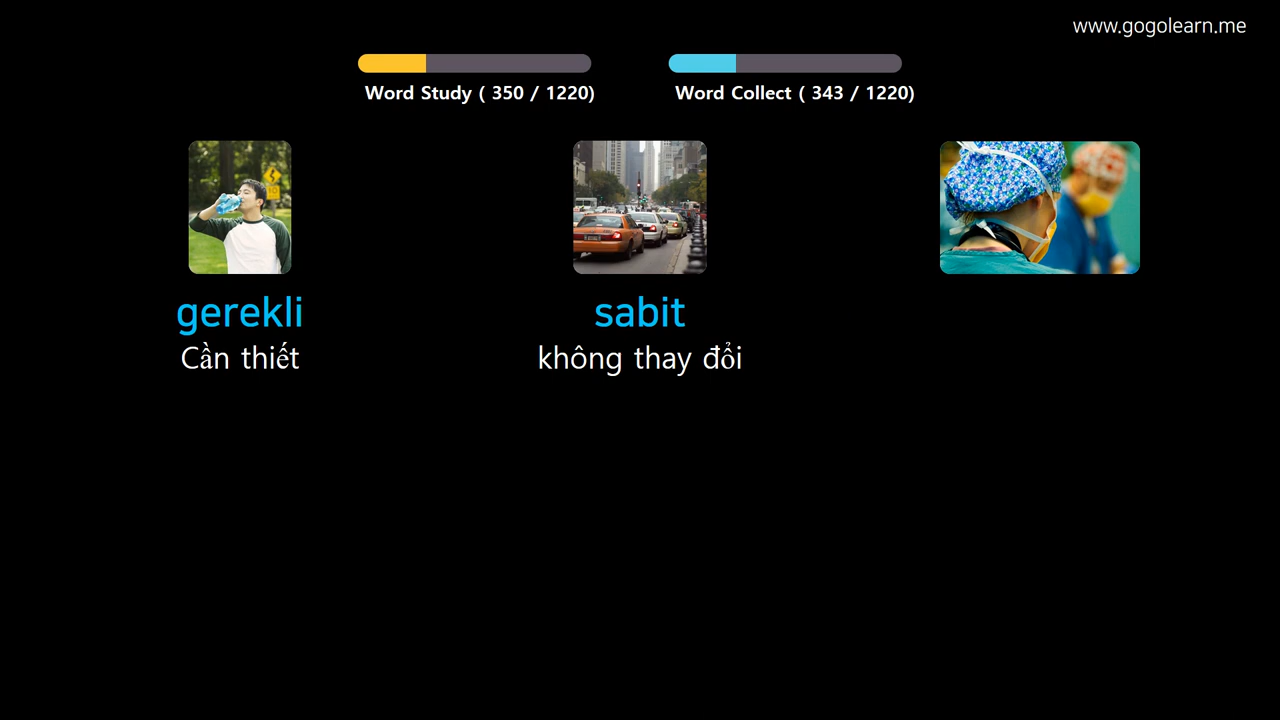 www.gogolearn.me
Word Study ( 350 / 1220)
Word Collect ( 343 / 1220)
gerekli
Cần thiết
sabit
không thay đổi